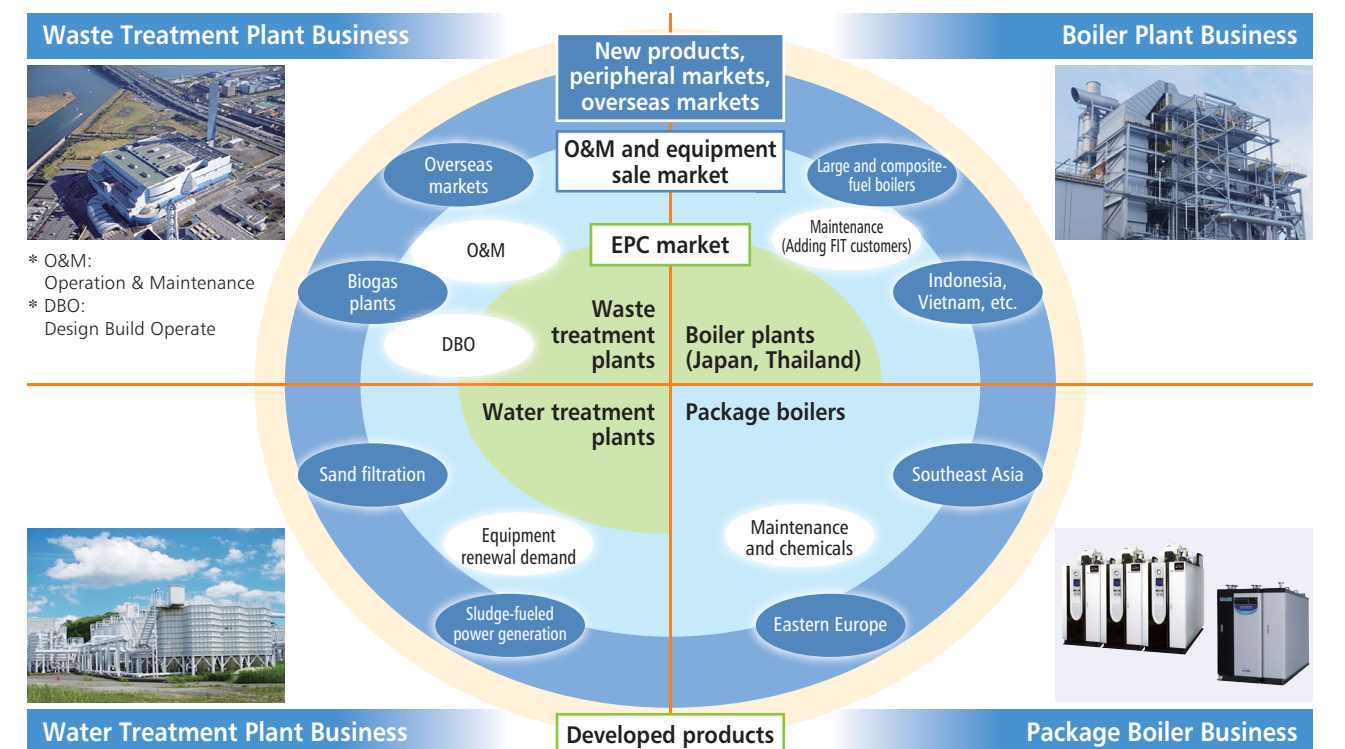 Waste Treatment Plant Business
Boiler Plant Business
New products,
peripheral markets,
overseas markets
O&M and equipment
sale market
EPC market
Overseas
markets
O&M
Biogas
plants
DBO
Waste
treatment
plants
* O&M:
Operation & Maintenance
* DBO:
Design Build Operate
Large and composite-
fuel boilers
Maintenance
(Adding FIT customers)
Indonesia,
Vietnam, etc.
Boiler plants
(Japan, Thailand)
Water treatment
plants
Sand filtration
Equipment
renewal demand
Sludge-fueled
power generation
Package boilers
Southeast Asia
Maintenance
and chemicals
Eastern Europe
Water Treatment Plant Business
Developed products
Package Boiler Business